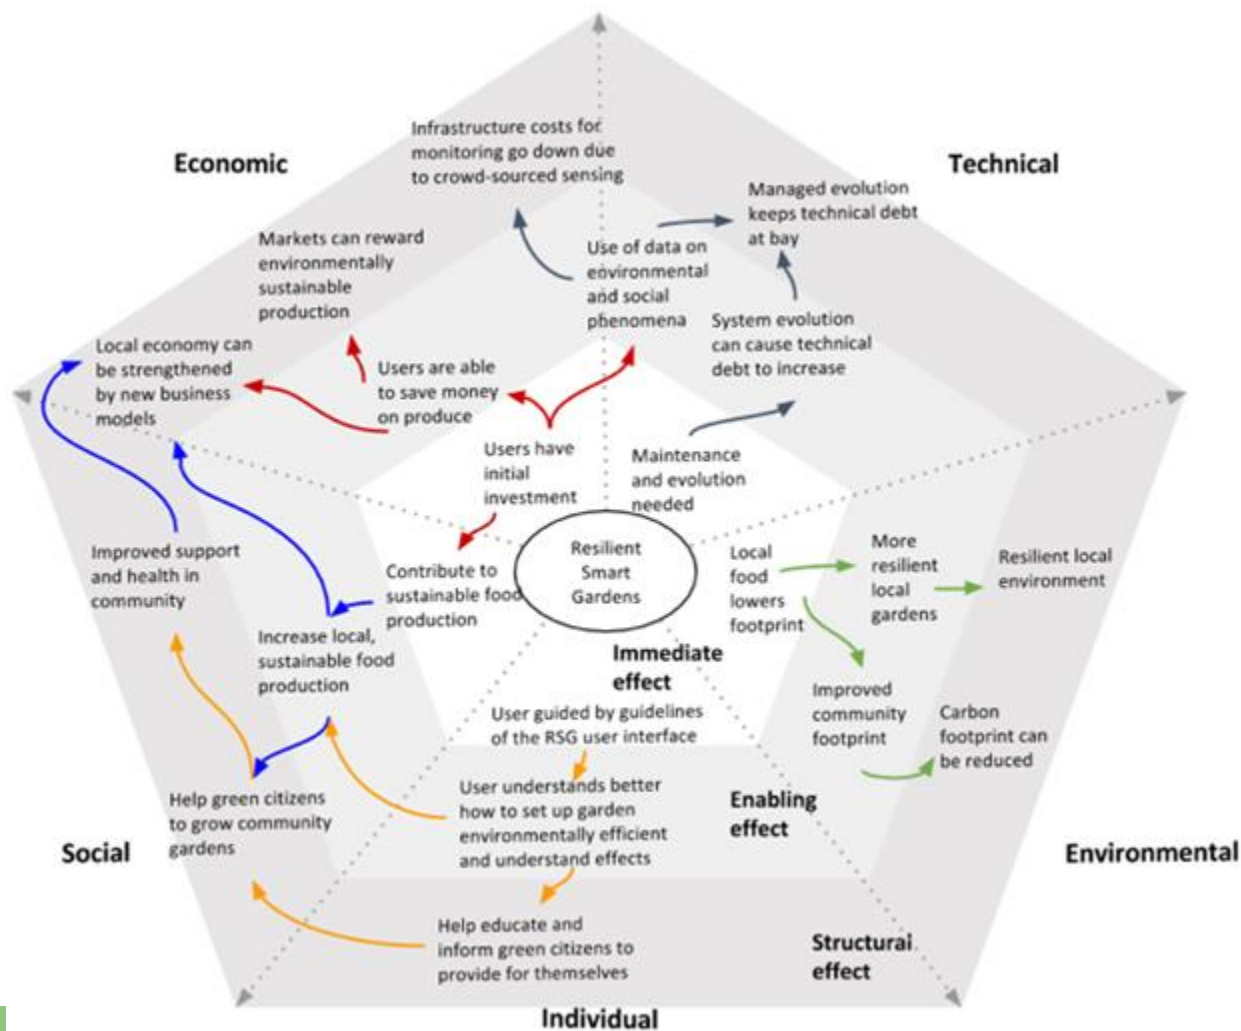 Economic
Technical
Infrastructure costs for
monitoring go down due
to crowd-sourced sensing
Managed evolution
keeps technical debt
at bay
Markets can reward
environmentally
sustainable
production
Use of data on
environmental
and social
phenomena
System evolution
can cause technical
debt to increase
Local economy can
be strengthened
by new business
models
Users are able
to save money
on produce
Users have
initial
investment
Maintenance
and evolution
needed
Resilient
Smart
Gardens
Local
food
lowers
footprint
More
resilient
local
gardens
Resilient local
environment
Improved support
and health in
community
Contribute to
sustainable food
production
Increase local,
sustainable food
production
Immediate
effect
Improved
community
footprint
Carbon
footprint can
be reduced
User guided by guidelines
of the RSG user interface
User understands better
how to set up garden
environmentally efficient
and understand effects
Enabling
effect
Help green citizens
to grow community
gardens
Social
Environmental
Help educate and
inform green citizens to
provide for themselves
Structural
effect
Individual